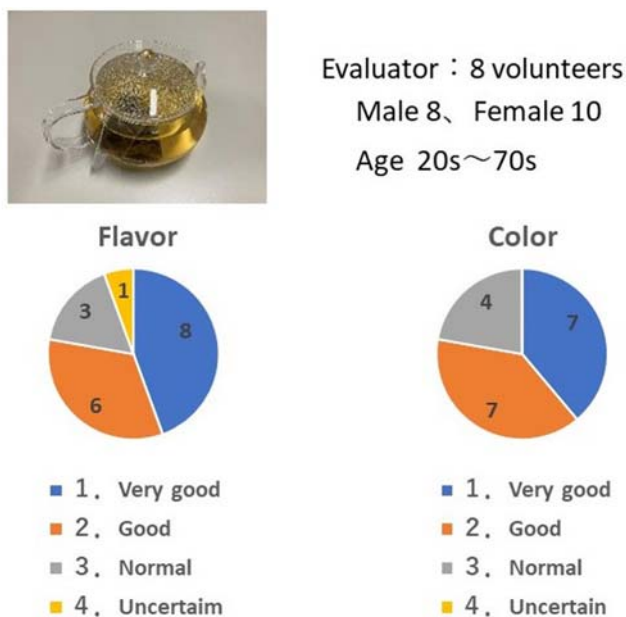 Evaluator：8 volunteers
Male 8、Female 10
Age 20s～70s
Flavor
1
3
8
6
1．Very good
2．Good
3．Normal
4．Uncertaim
Color
4
7
7
1．Very good
2．Good
3．Normal
4．Uncertain